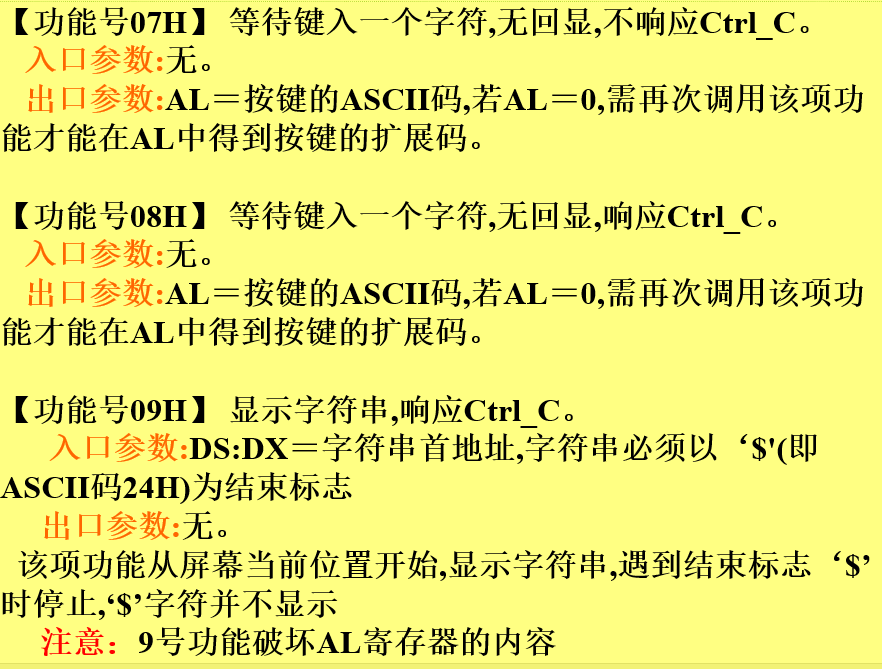 【功能号07H】 等待键入一个字符,无回显,不响应Ctrl_C。
入口参数:无。
出口参数:AL＝按键的ASCII码,若AL＝0,需再次调用该项功
能才能在AL中得到按键的扩展码。
【功能号08H】 等待键入一个字符,无回显,响应Ctrl_C。
入口参数:无。
出口参数:AL＝按键的ASCII码,若AL＝0,需再次调用该项功
能才能在AL中得到按键的扩展码。
【功能号09H】 显示字符串,响应Ctrl_C。
入口参数:DS:DX＝字符串首地址,字符串必须以‘$'(即
ASCII码24H)为结束标志
出口参数:无。
该项功能从屏幕当前位置开始,显示字符串,遇到结束标志‘$’
时停止,‘$’字符并不显示
注意：9号功能破坏AL寄存器的内容